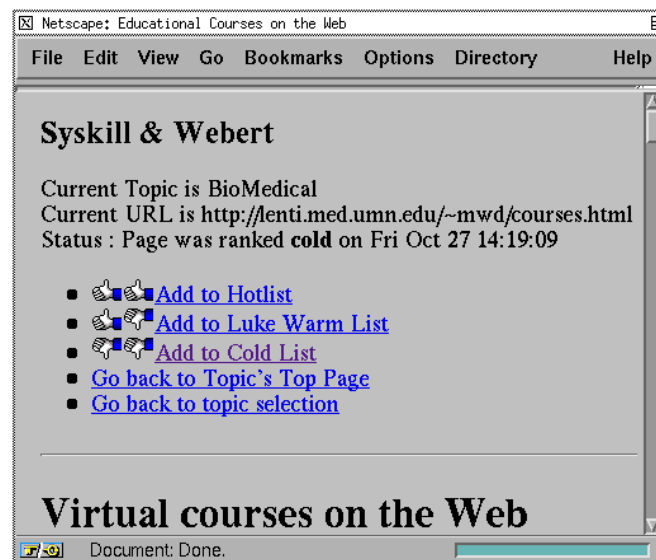 Netscape: Educational Courses on the Web
File Edit View Go Bookmarks Options Directory Help
Syskill & Webert
Current Topic is BioMedical
Current URL is http://lenti.med.umn.edu/~mwd/courses.html
Status : Page was ranked cold on Fri Oct 27 14:19:09
Add to Hotlist
Add to Luke Warm List
Add to Cold List
Go back to Topic's Top Page
Go back to topic selection
Virtual courses on the Web
Document: Done.